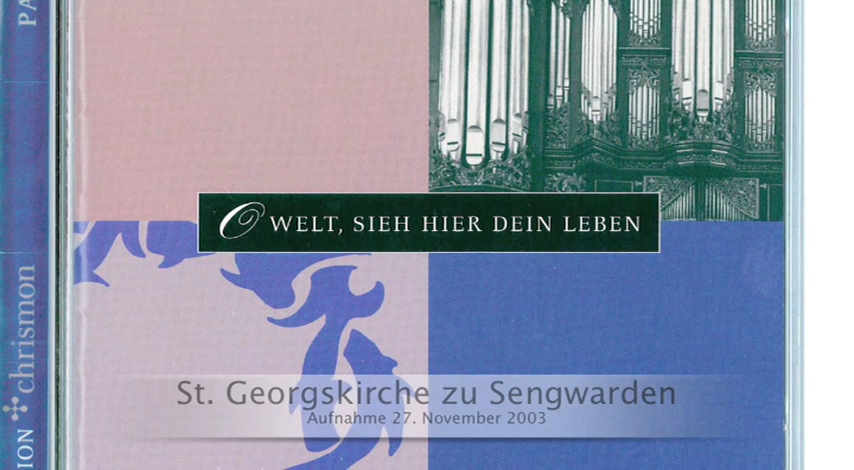 O WELT, SIEH HIER DEIN LEBEN
St. Georgskirche zu Sengwarden
Aufnahme 27. November 2003
chrismon